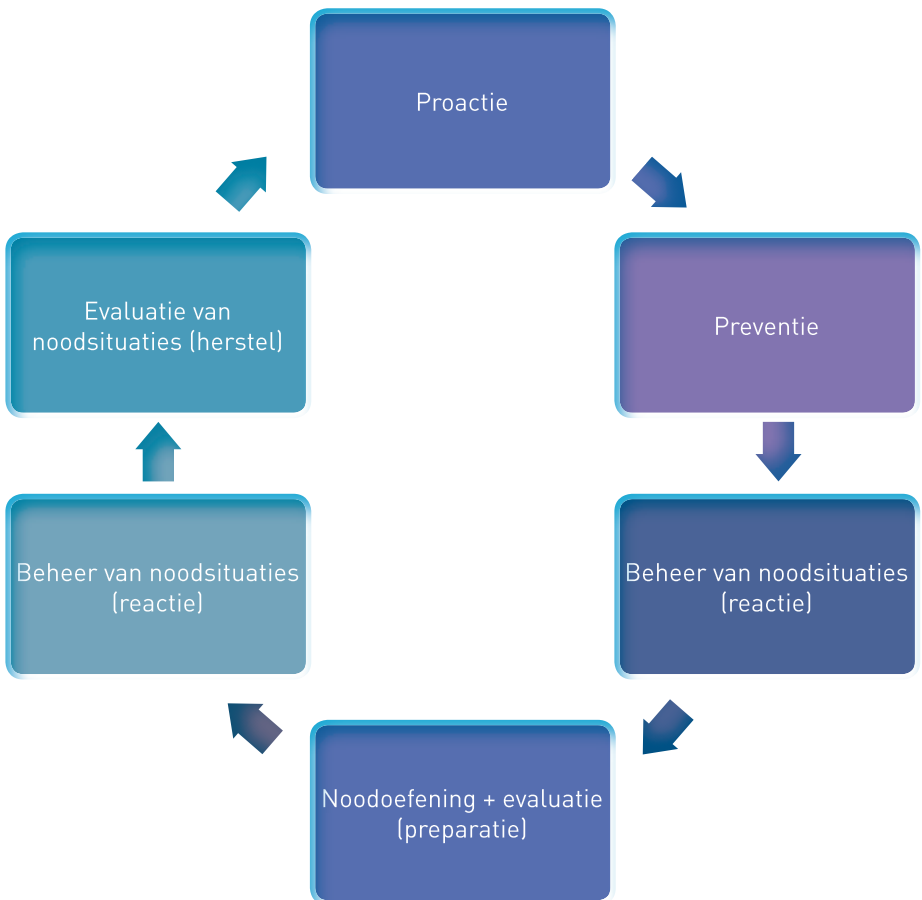 Proactie
Preventie
Beheer van noodsituaties
(reactie)
Noodoefening + evaluatie
(preparatie)
Beheer van noodsituaties
(reactie)
Evaluatie van
noodsituaties (herstel)